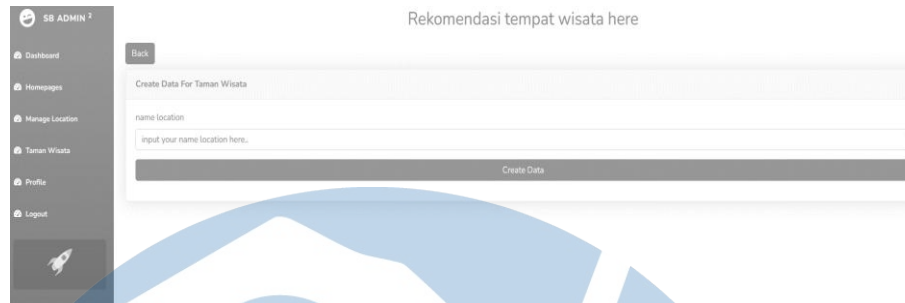 SB ADMIN 2
Rekomendasi tempat wisata here
Dashboard
Back
Homepages
Create Data For Taman Wisata
Manage Location
name location
input your name location here..
Taman Wisata
Create Data
Profile
Logout